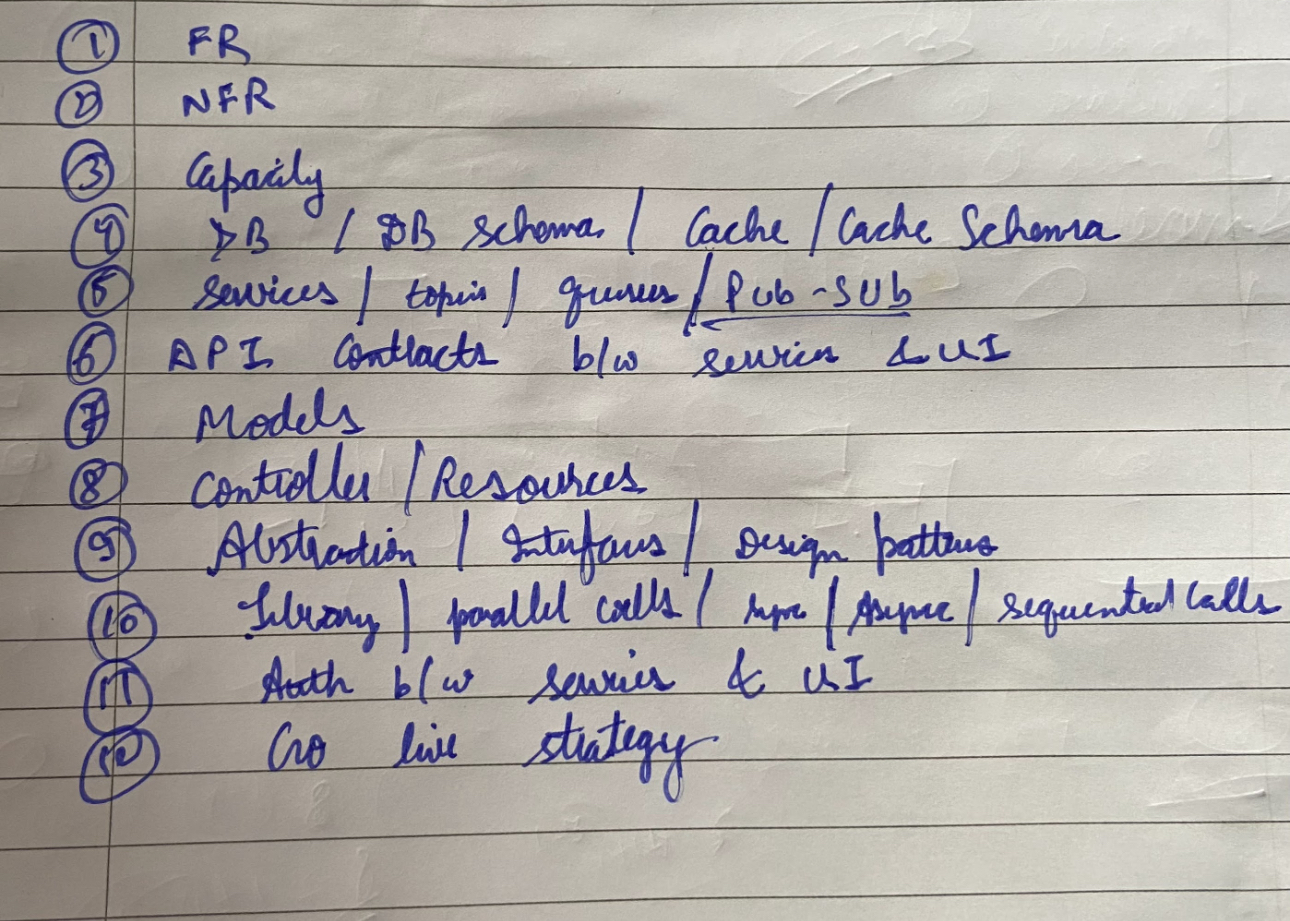 1 FR
2 NFR
3 Capacity
4 DB / DB schema / Cache / Cache Schema
5 services / topics / queues / Pub-SUb
6 API contracts b/w services & UI
7 Models
8 Controller / Resources
9 Abstraction / Interfaces / Design patterns
10 Library / parallel calls / sync / Async / sequential calls
11 Auth b/w services & UI
12 Go live strategy